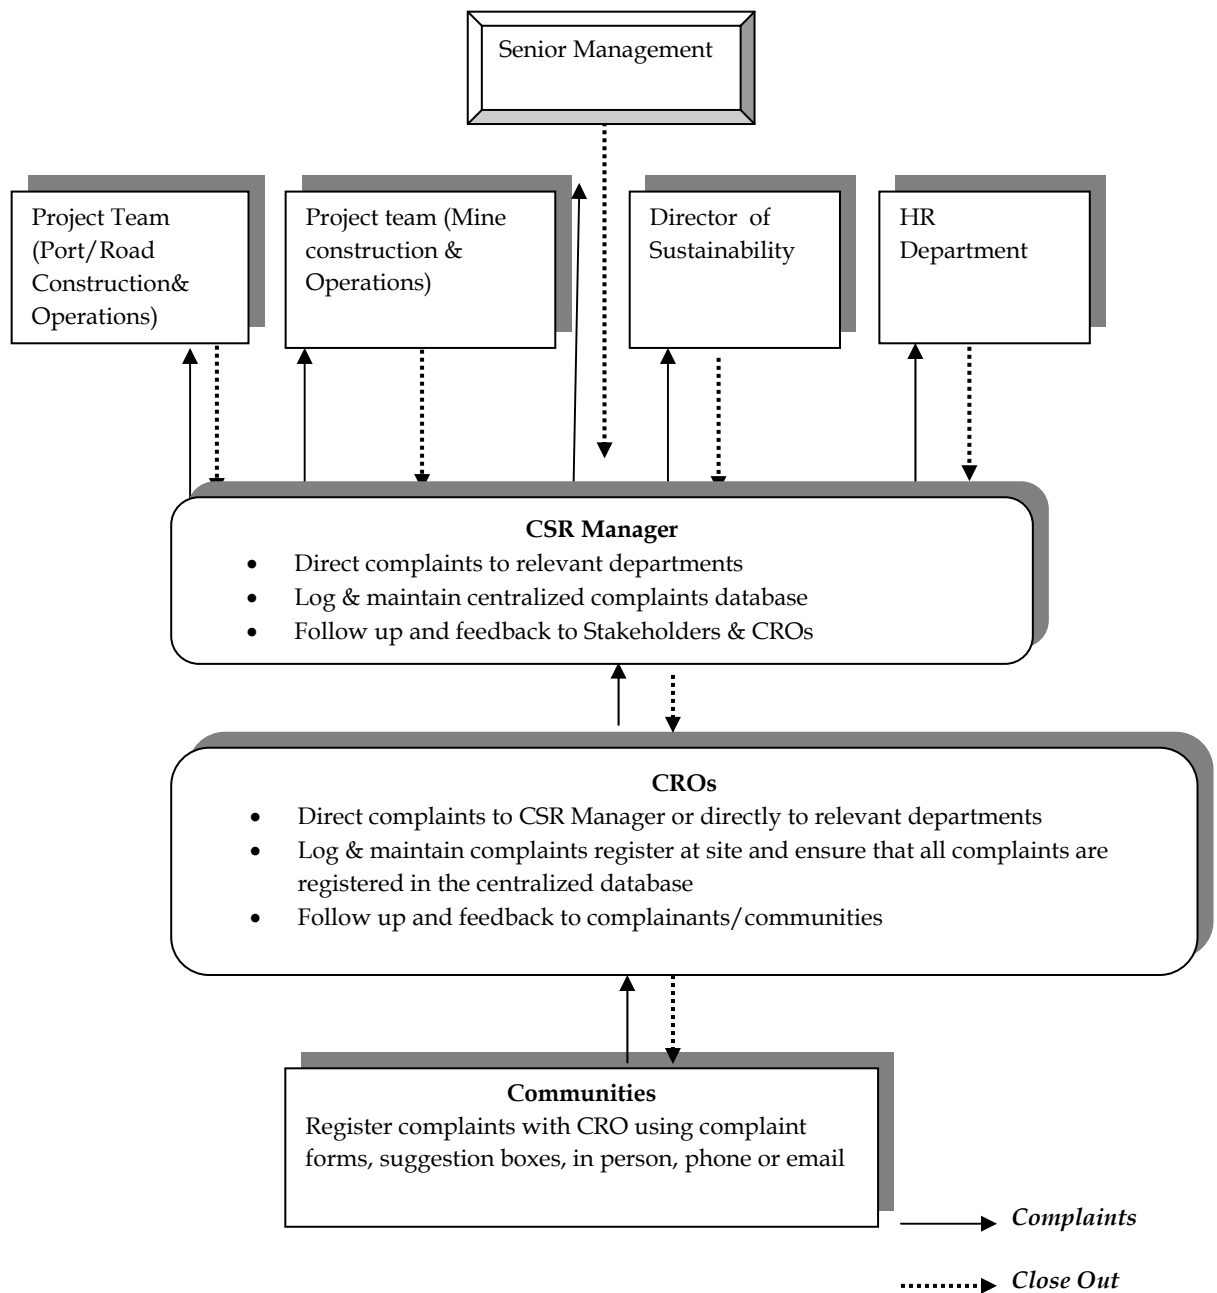 Senior Management
Project Team
(Port/Road
Construction&
Operations)
Project team (Mine
construction &
Operations)
Director  of
Sustainability
HR
Department
CSR Manager
• Direct complaints to relevant departments
• Log & maintain centralized complaints database
• Follow up and feedback to Stakeholders & CROs
CROs
• Direct complaints to CSR Manager or directly to relevant departments
• Log & maintain complaints register at site and ensure that all complaints are
registered in the centralized database
• Follow up and feedback to complainants/communities
Communities
Register complaints with CRO using complaint
forms, suggestion boxes, in person, phone or email
Complaints
Close Out